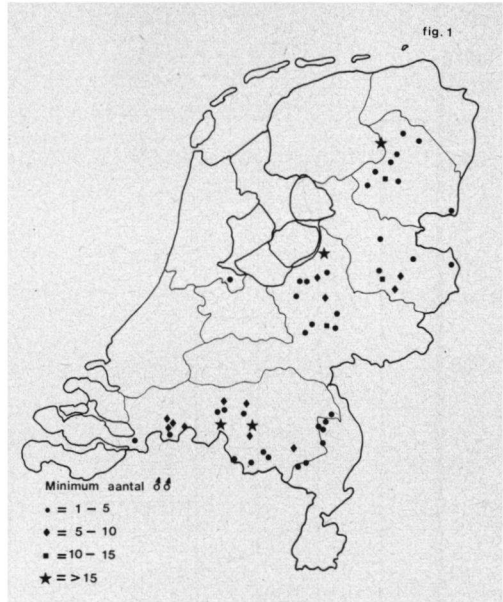 fig. 1
Minimum aantal ♂♂
● = 1 – 5
♦ = 5 – 10
■ = 10 – 15
★ = > 15